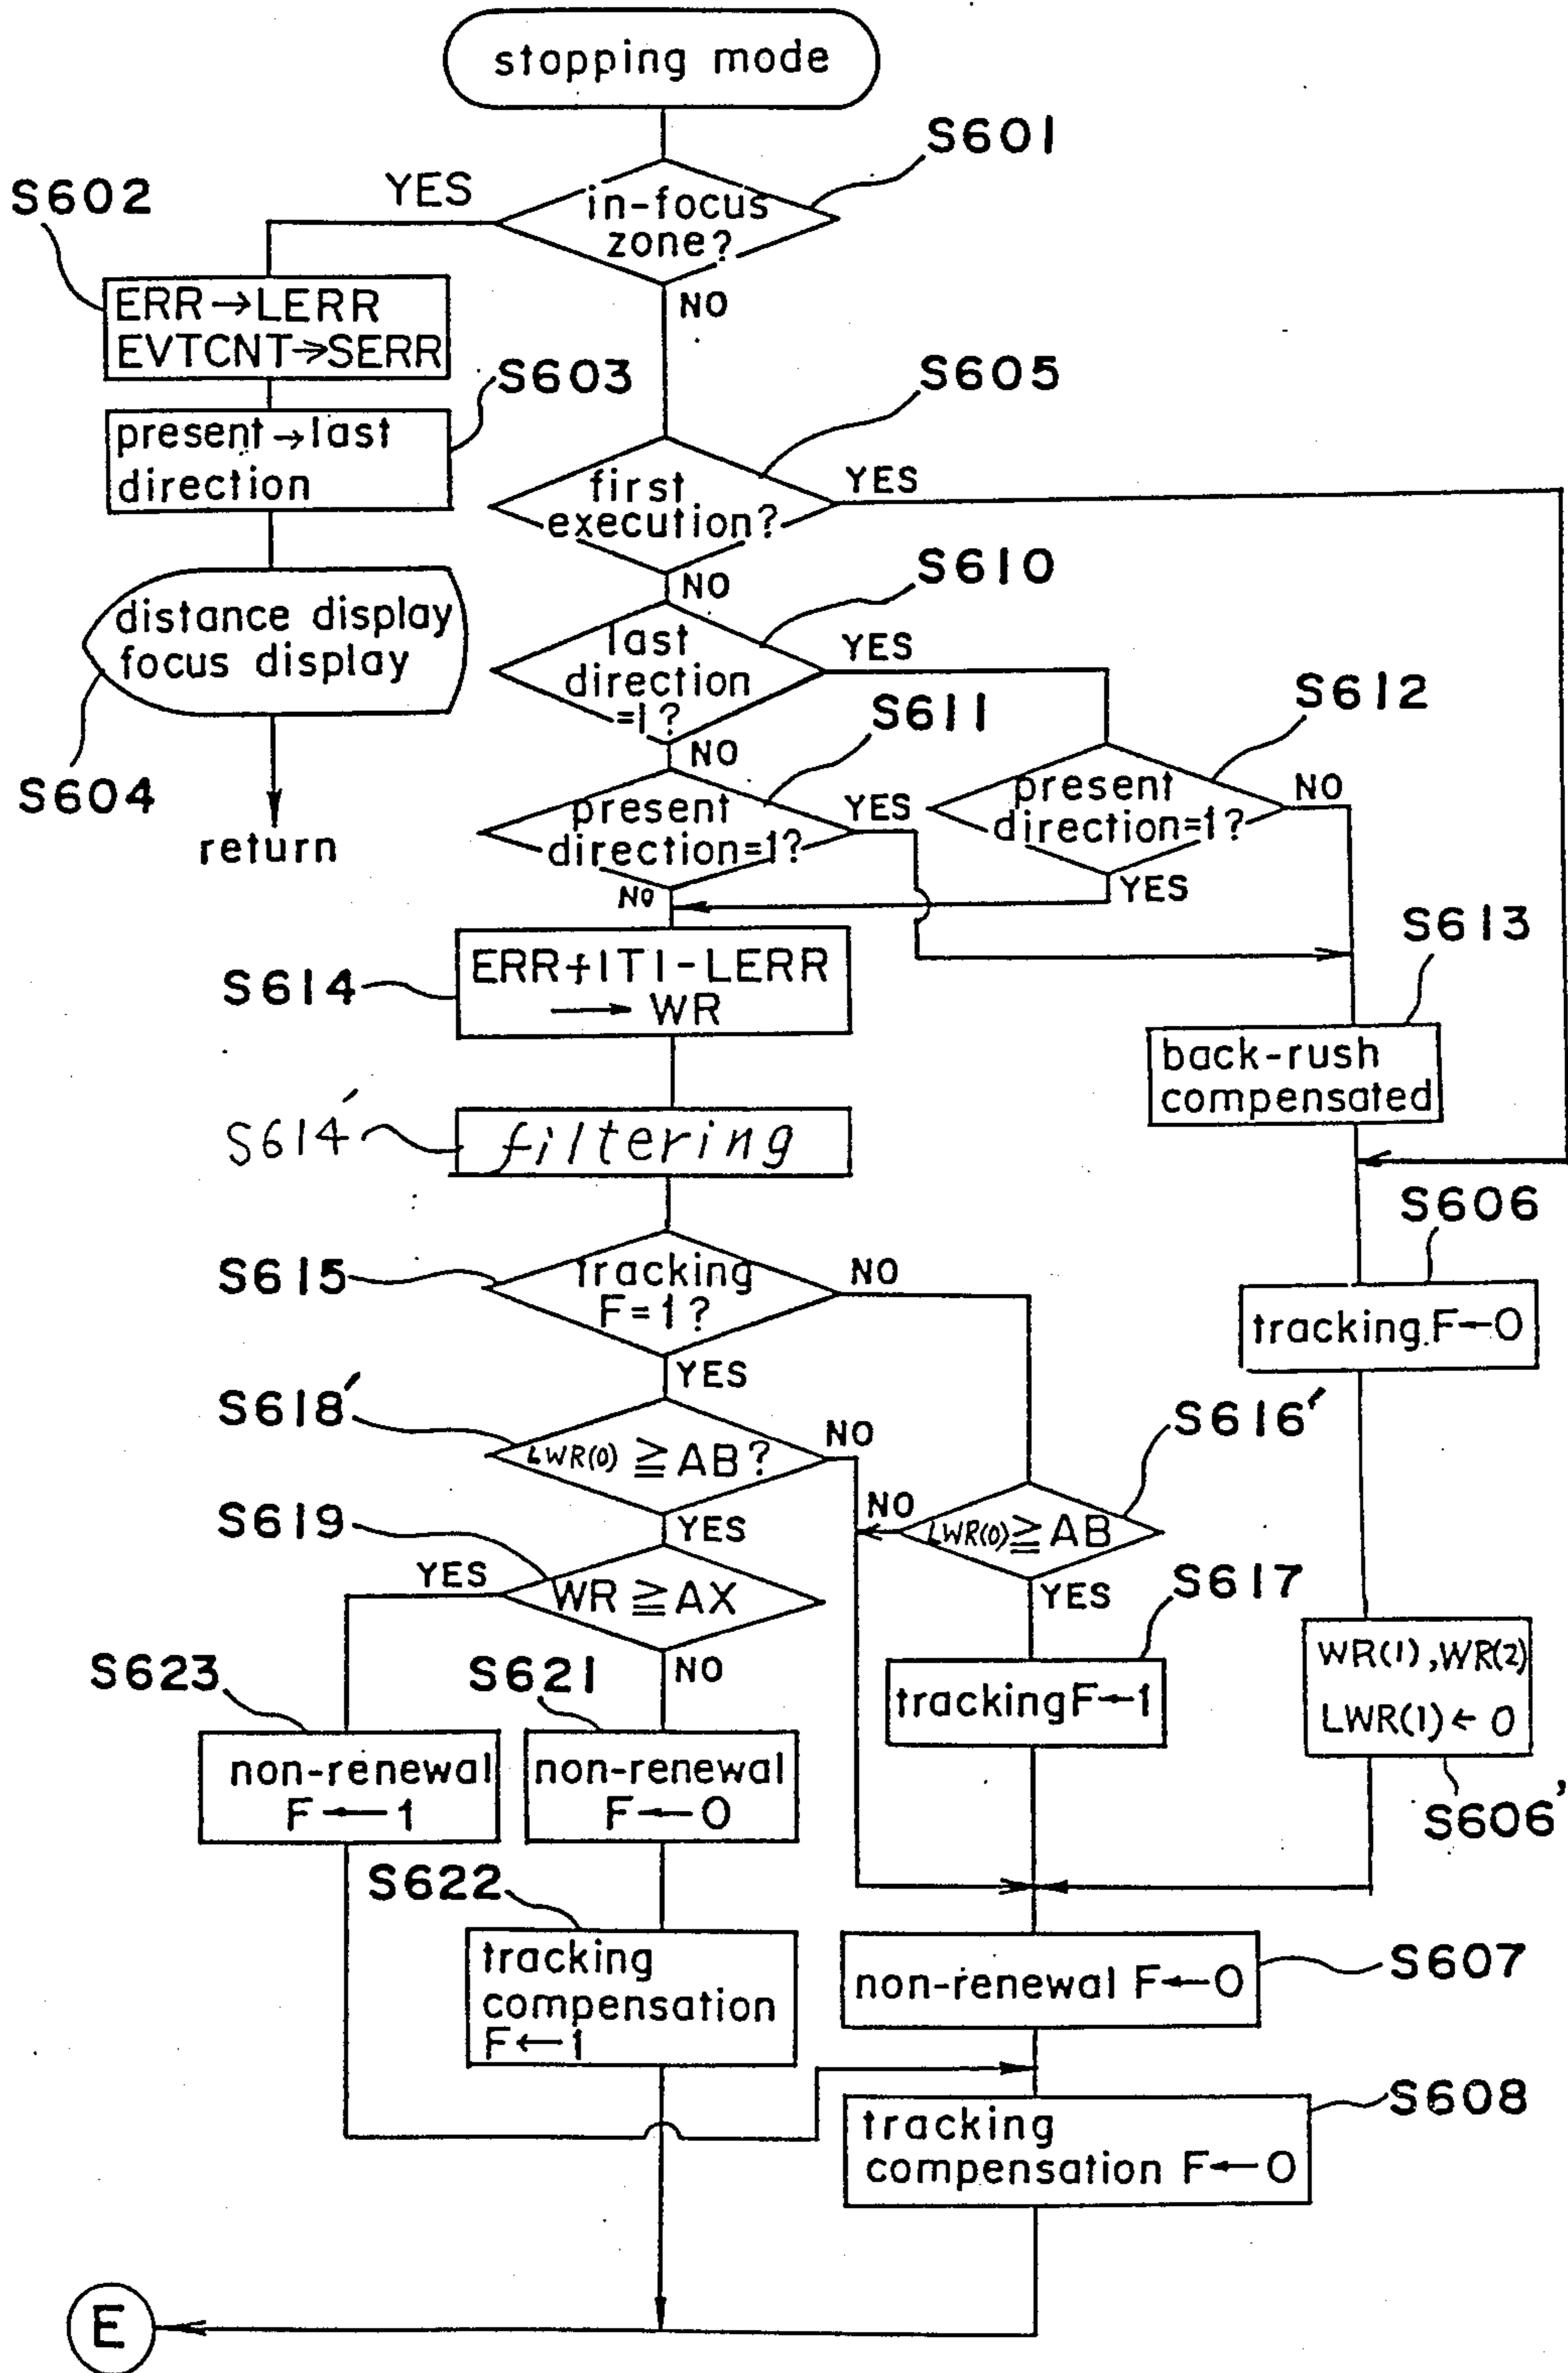 stopping mode
S601
in-focus
zone?
YES
NO
S602
ERR→LERR
EVTCNT→SERR
S603
present→last
direction
distance display
focus display
S604
return
S605
first
execution?
YES
NO
S610
last
direction
=1?
YES
NO
S611
present
direction=1?
YES
NO
S612
present
direction=1?
NO
YES
S613
back-rush
compensated
S614
ERR+ITI-LERR
→ WR
S614'
filtering
S606
tracking F←0
S615
tracking
F=1?
NO
YES
S618'
LWR(0) ≧ AB?
NO
YES
S616'
LWR(0)≧AB
NO
YES
S619
WR ≧ AX
YES
NO
S617
tracking F←1
WR(1),WR(2)
LWR(1)← 0
S606'
S623
non-renewal
F←1
S621
non-renewal
F←0
S622
tracking
compensation
F←1
S607
non-renewal F←0
S608
tracking
compensation F←0
E